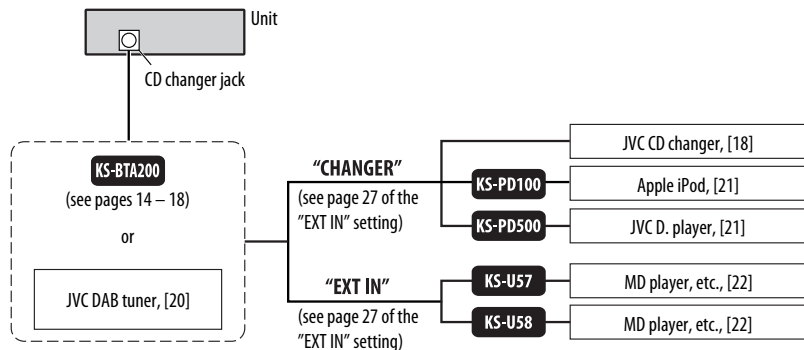 Unit
CD changer jack
KS-BTA200
(see pages 14 – 18)
or
JVC DAB tuner, [20]
“CHANGER”
(see page 27 of the
”EXT IN” setting)
JVC CD changer, [18]
KS-PD100
Apple iPod, [21]
KS-PD500
JVC D. player, [21]
“EXT IN”
(see page 27 of the
”EXT IN” setting)
KS-U57
MD player, etc., [22]
KS-U58
MD player, etc., [22]